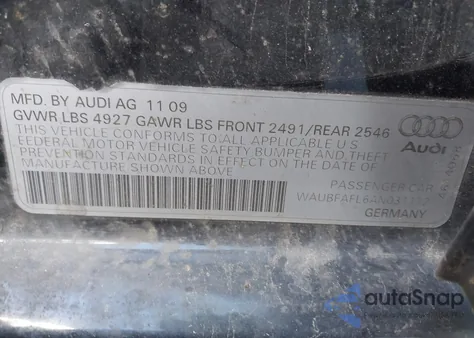 MFD. BY AUDI AG 11 09
GVWR LBS 4927 GAWR LBS FRONT 2491/REAR 2546
THIS VEHICLE CONFORMS TO ALL APPLICABLE U S
FEDERAL MOTOR VEHICLE SAFETY BUMPER AND THEFT
PREVENTION STANDARDS IN EFFECT ON THE DATE OF
MANUFACTURE SHOWN ABOVE
Audi
PASSENGER CAR
GERMANY
autaSnap